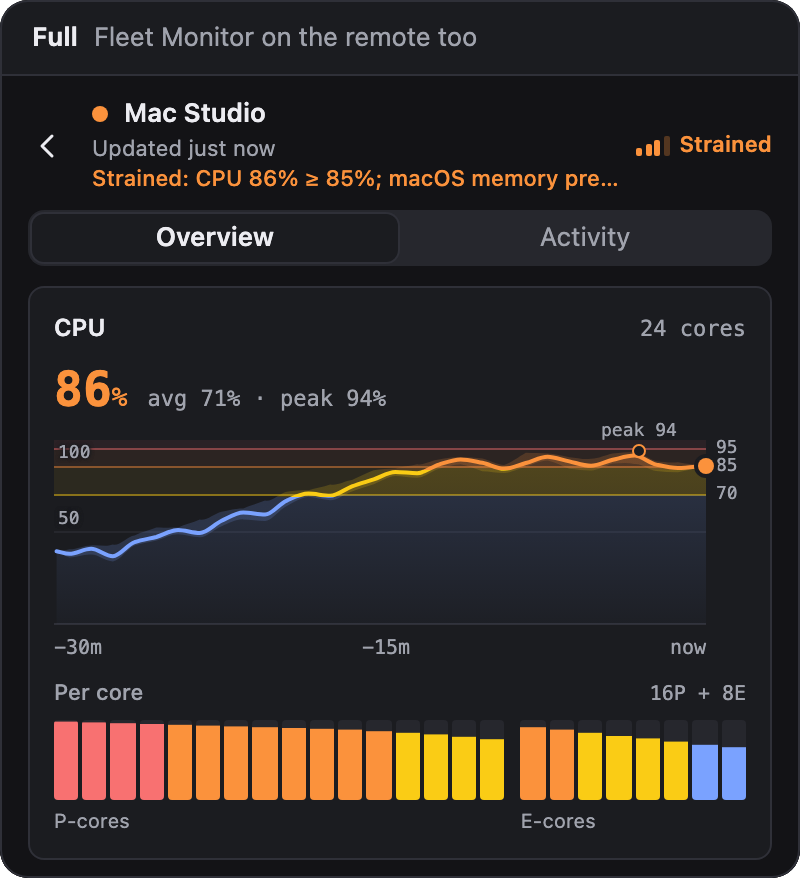 Full Fleet Monitor on the remote too
Mac Studio
Updated just now
Strained: CPU 86% ≥ 85%; macOS memory pre...
Strained
Overview
Activity
CPU
24 cores
86% avg 71% · peak 94%
peak 94
100
95
85
70
50
−30m
−15m
now
Per core
16P + 8E
P-cores
E-cores